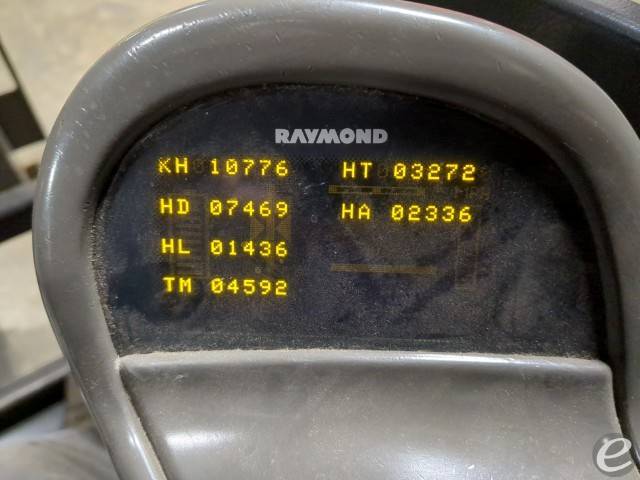 RAYMOND
KH 10776 HT 03272
HD 07469 HA 02336
HL 01436
TM 04592
e